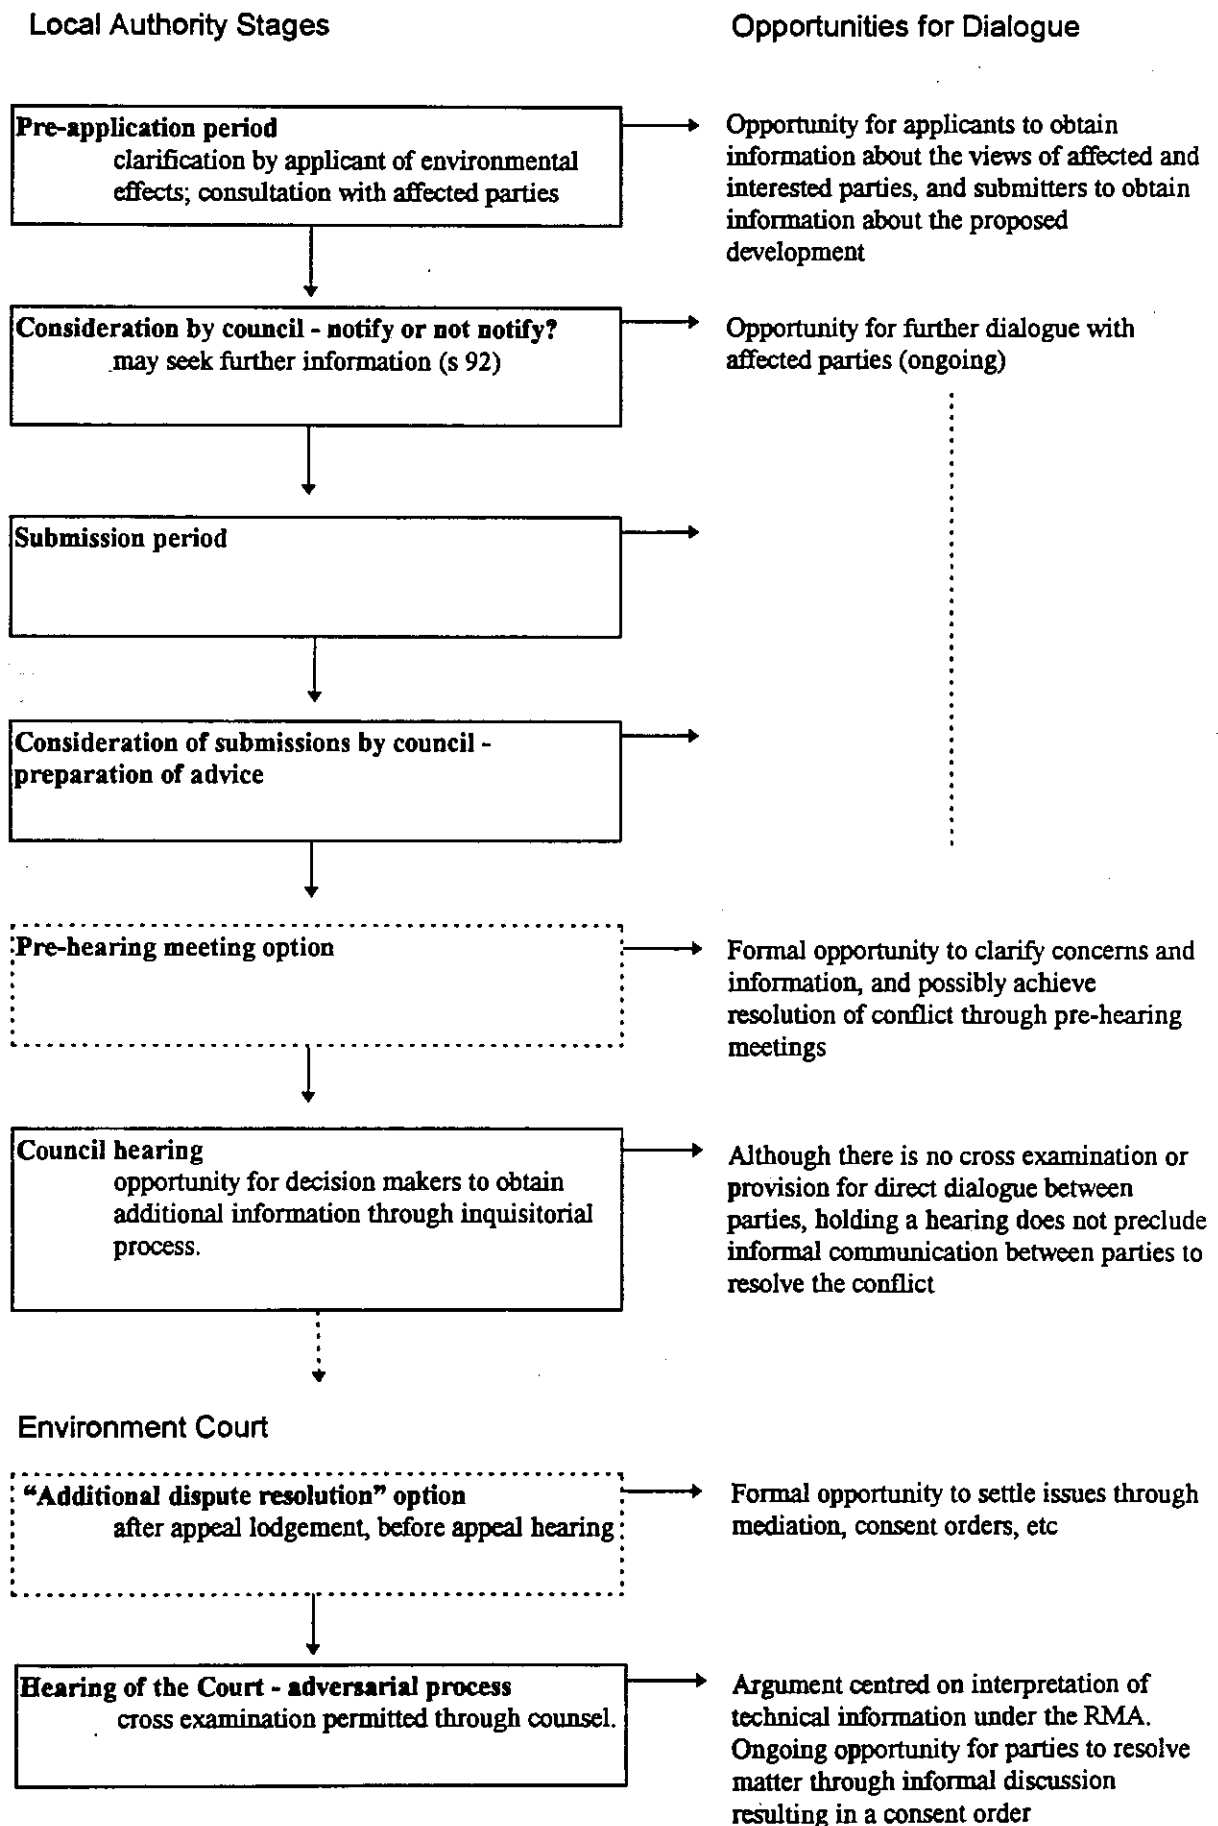 Local Authority Stages
Opportunities for Dialogue
Pre-application period
clarification by applicant of environmental
effects; consultation with affected parties
Opportunity for applicants to obtain
information about the views of affected and
interested parties, and submitters to obtain
information about the proposed
development
Consideration by council - notify or not notify?
may seek further information (s 92)
Opportunity for further dialogue with
affected parties (ongoing)
Submission period
Consideration of submissions by council -
preparation of advice
Pre-hearing meeting option
Formal opportunity to clarify concerns and
information, and possibly achieve
resolution of conflict through pre-hearing
meetings
Council hearing
opportunity for decision makers to obtain
additional information through inquisitorial
process.
Although there is no cross examination or
provision for direct dialogue between
parties, holding a hearing does not preclude
informal communication between parties to
resolve the conflict
Environment Court
“Additional dispute resolution” option
after appeal lodgement, before appeal hearing
Formal opportunity to settle issues through
mediation, consent orders, etc
Hearing of the Court - adversarial process
cross examination permitted through counsel.
Argument centred on interpretation of
technical information under the RMA.
Ongoing opportunity for parties to resolve
matter through informal discussion
resulting in a consent order